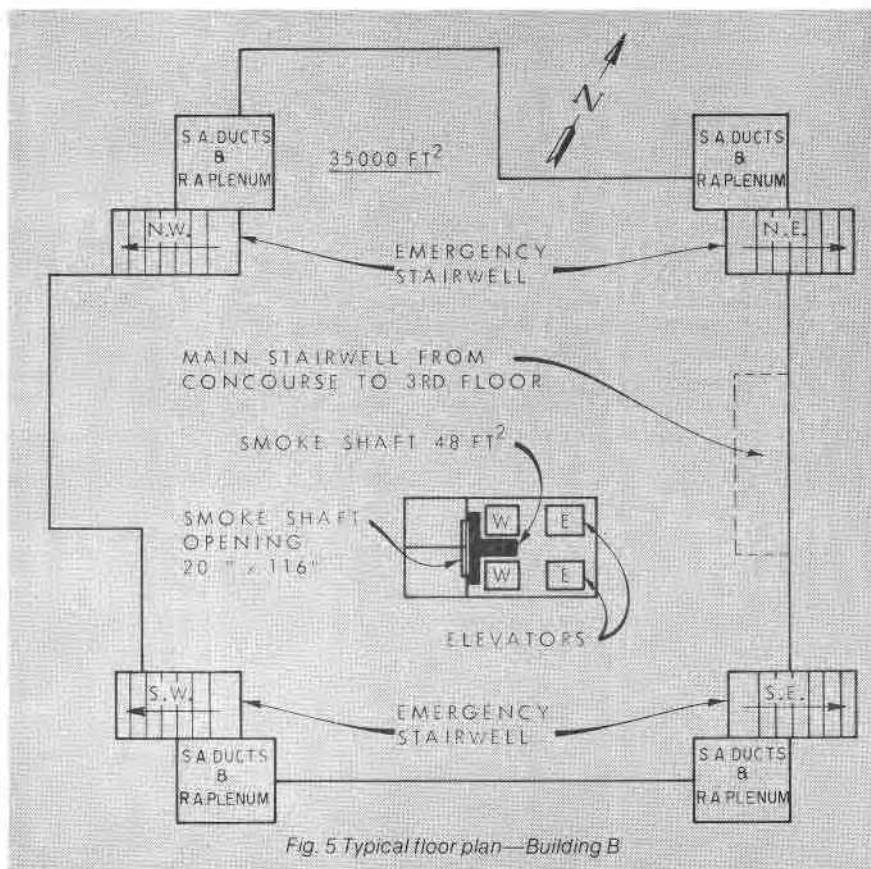 N
S.A. DUCTS
&
R.A PLENUM
35000 FT²
S.A. DUCTS
&
R.A PLENUM
N.W.
EMERGENCY
STAIRWELL
N.E.
MAIN STAIRWELL FROM
CONCOURSE TO 3RD FLOOR
SMOKE SHAFT 48 FT²
SMOKE SHAFT
OPENING
20" x 116"
W
E
W
E
ELEVATORS
S.W.
EMERGENCY
STAIRWELL
S.E.
S.A. DUCTS
&
R.A PLENUM
S.A. DUCTS
&
R.A PLENUM
Fig. 5 Typical floor plan—Building B